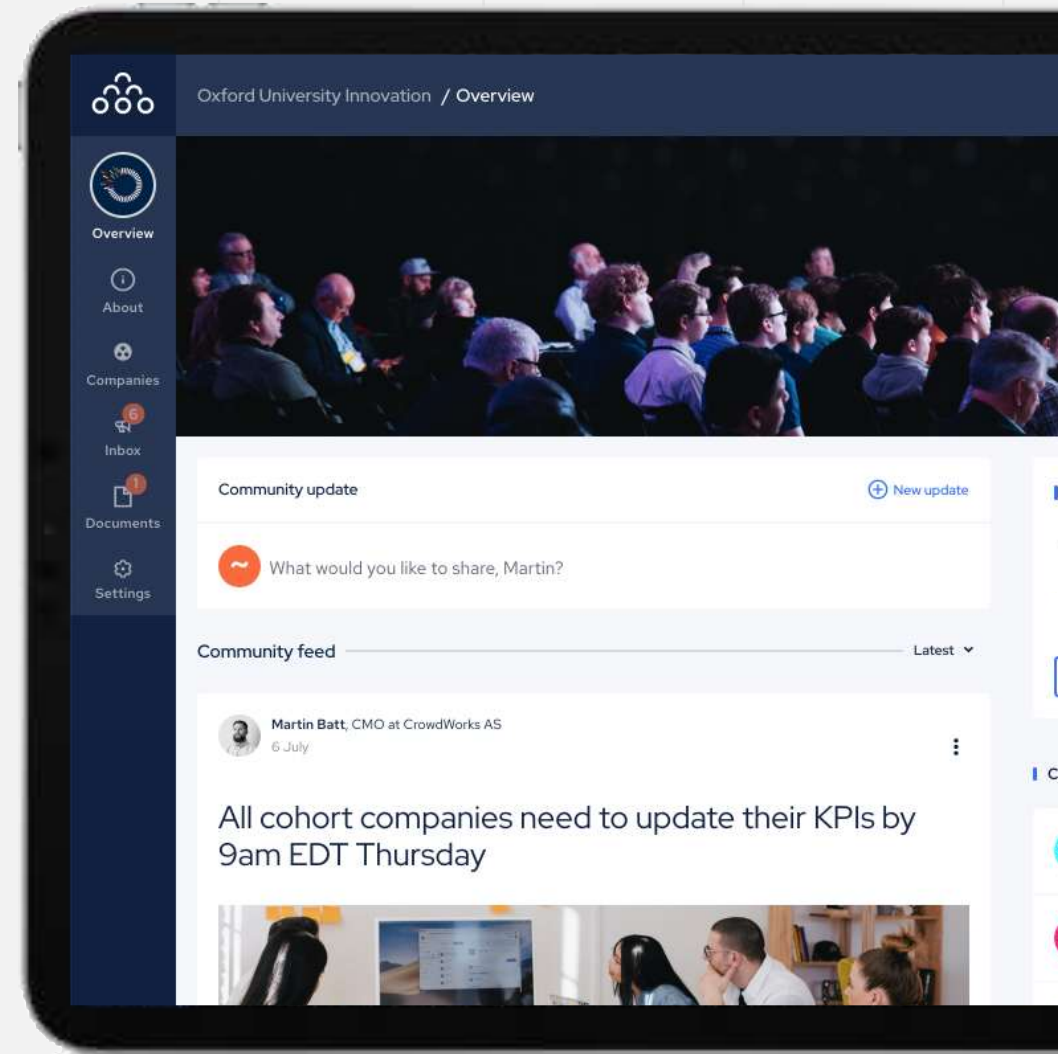 Oxford University Innovation / Overview
Overview
About
Companies
6
Inbox
1
Documents
Settings
Community update
New update
What would you like to share, Martin?
Community feed
Latest
Martin Batt, CMO at CrowdWorks AS
6 July
All cohort companies need to update their KPIs by
9am EDT Thursday
C